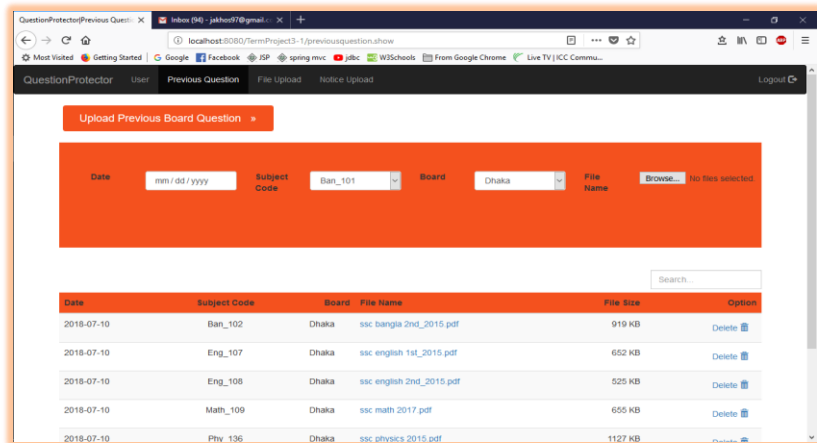 QuestionProtector|Previous Questi
Inbox (94) - jakhos97@gmail.c
localhost:8080/TermProject3-1/previousquestion.show
Most Visited Getting Started Google Facebook JSP spring mvc jdbc W3Schools From Google Chrome Live TV | ICC Commu...
QuestionProtector User Previous Question File Upload Notice Upload Logout
Upload Previous Board Question »
Date mm / dd / yyyy Subject Code Ban_101 Board Dhaka File Name Browse... No files selected.
Search...
Date Subject Code Board File Name File Size Option
2018-07-10 Ban_102 Dhaka ssc bangla 2nd_2015.pdf 919 KB Delete
2018-07-10 Eng_107 Dhaka ssc english 1st_2015.pdf 652 KB Delete
2018-07-10 Eng_108 Dhaka ssc english 2nd_2015.pdf 525 KB Delete
2018-07-10 Math_109 Dhaka ssc math 2017.pdf 655 KB Delete
2018-07-10 Phy_136 Dhaka ssc physics 2015.pdf 1127 KB Delete